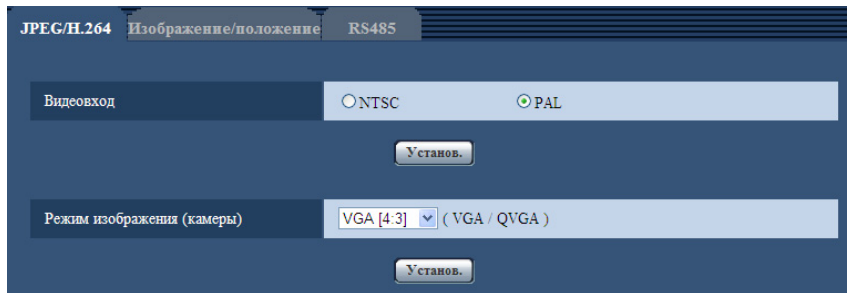 JPEG/H.264 Изображение/положение RS485
Видеовход NTSC PAL
Установ.
Режим изображения (камеры) VGA [4:3] ( VGA / QVGA )
Установ.